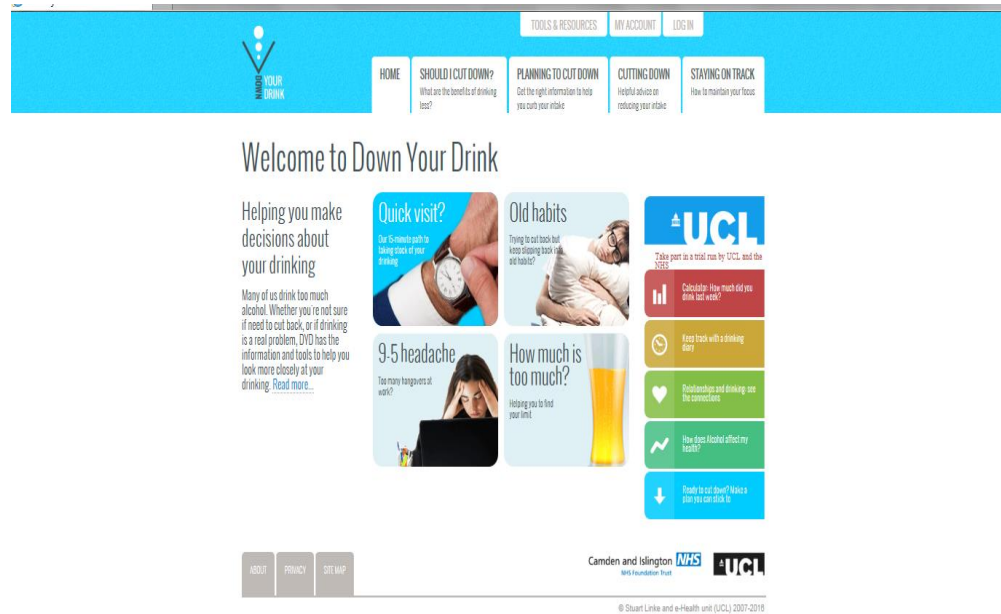 TOOLS & RESOURCES
MY ACCOUNT
LOG IN
DOWN
YOUR
DRINK
HOME
SHOULD I CUT DOWN?
What are the benefits of drinking
less?
PLANNING TO CUT DOWN
Get the right information to help
you curb your intake
CUTTING DOWN
Helpful advice on
reducing your intake
STAYING ON TRACK
How to maintain your focus
Welcome to Down Your Drink
Helping you make
decisions about
your drinking
Many of us drink too much
alcohol. Whether you're not sure
if need to cut back, or if drinking
is a real problem, DYD has the
information and tools to help you
look more closely at your
drinking. Read more...
Quick visit?
Our 15-minute path to
taking stock of your
drinking
Old habits
Trying to cut back but
keep slipping back into
old habits?
9-5 headache
Too many hangovers at
work?
How much is
too much?
Helping you to find
your limit
UCL
Take part in a trial run by UCL and the
NHS
Calculator: How much did you
drink last week?
Keep track with a drinking
diary
Relationships and drinking: see
the connections
How does Alcohol affect my
health?
Ready to cut down? Make a
plan you can stick to
ABOUT
PRIVACY
SITE MAP
Camden and Islington NHS
NHS Foundation Trust
UCL
© Stuart Linke and e-Health unit (UCL) 2007-2016